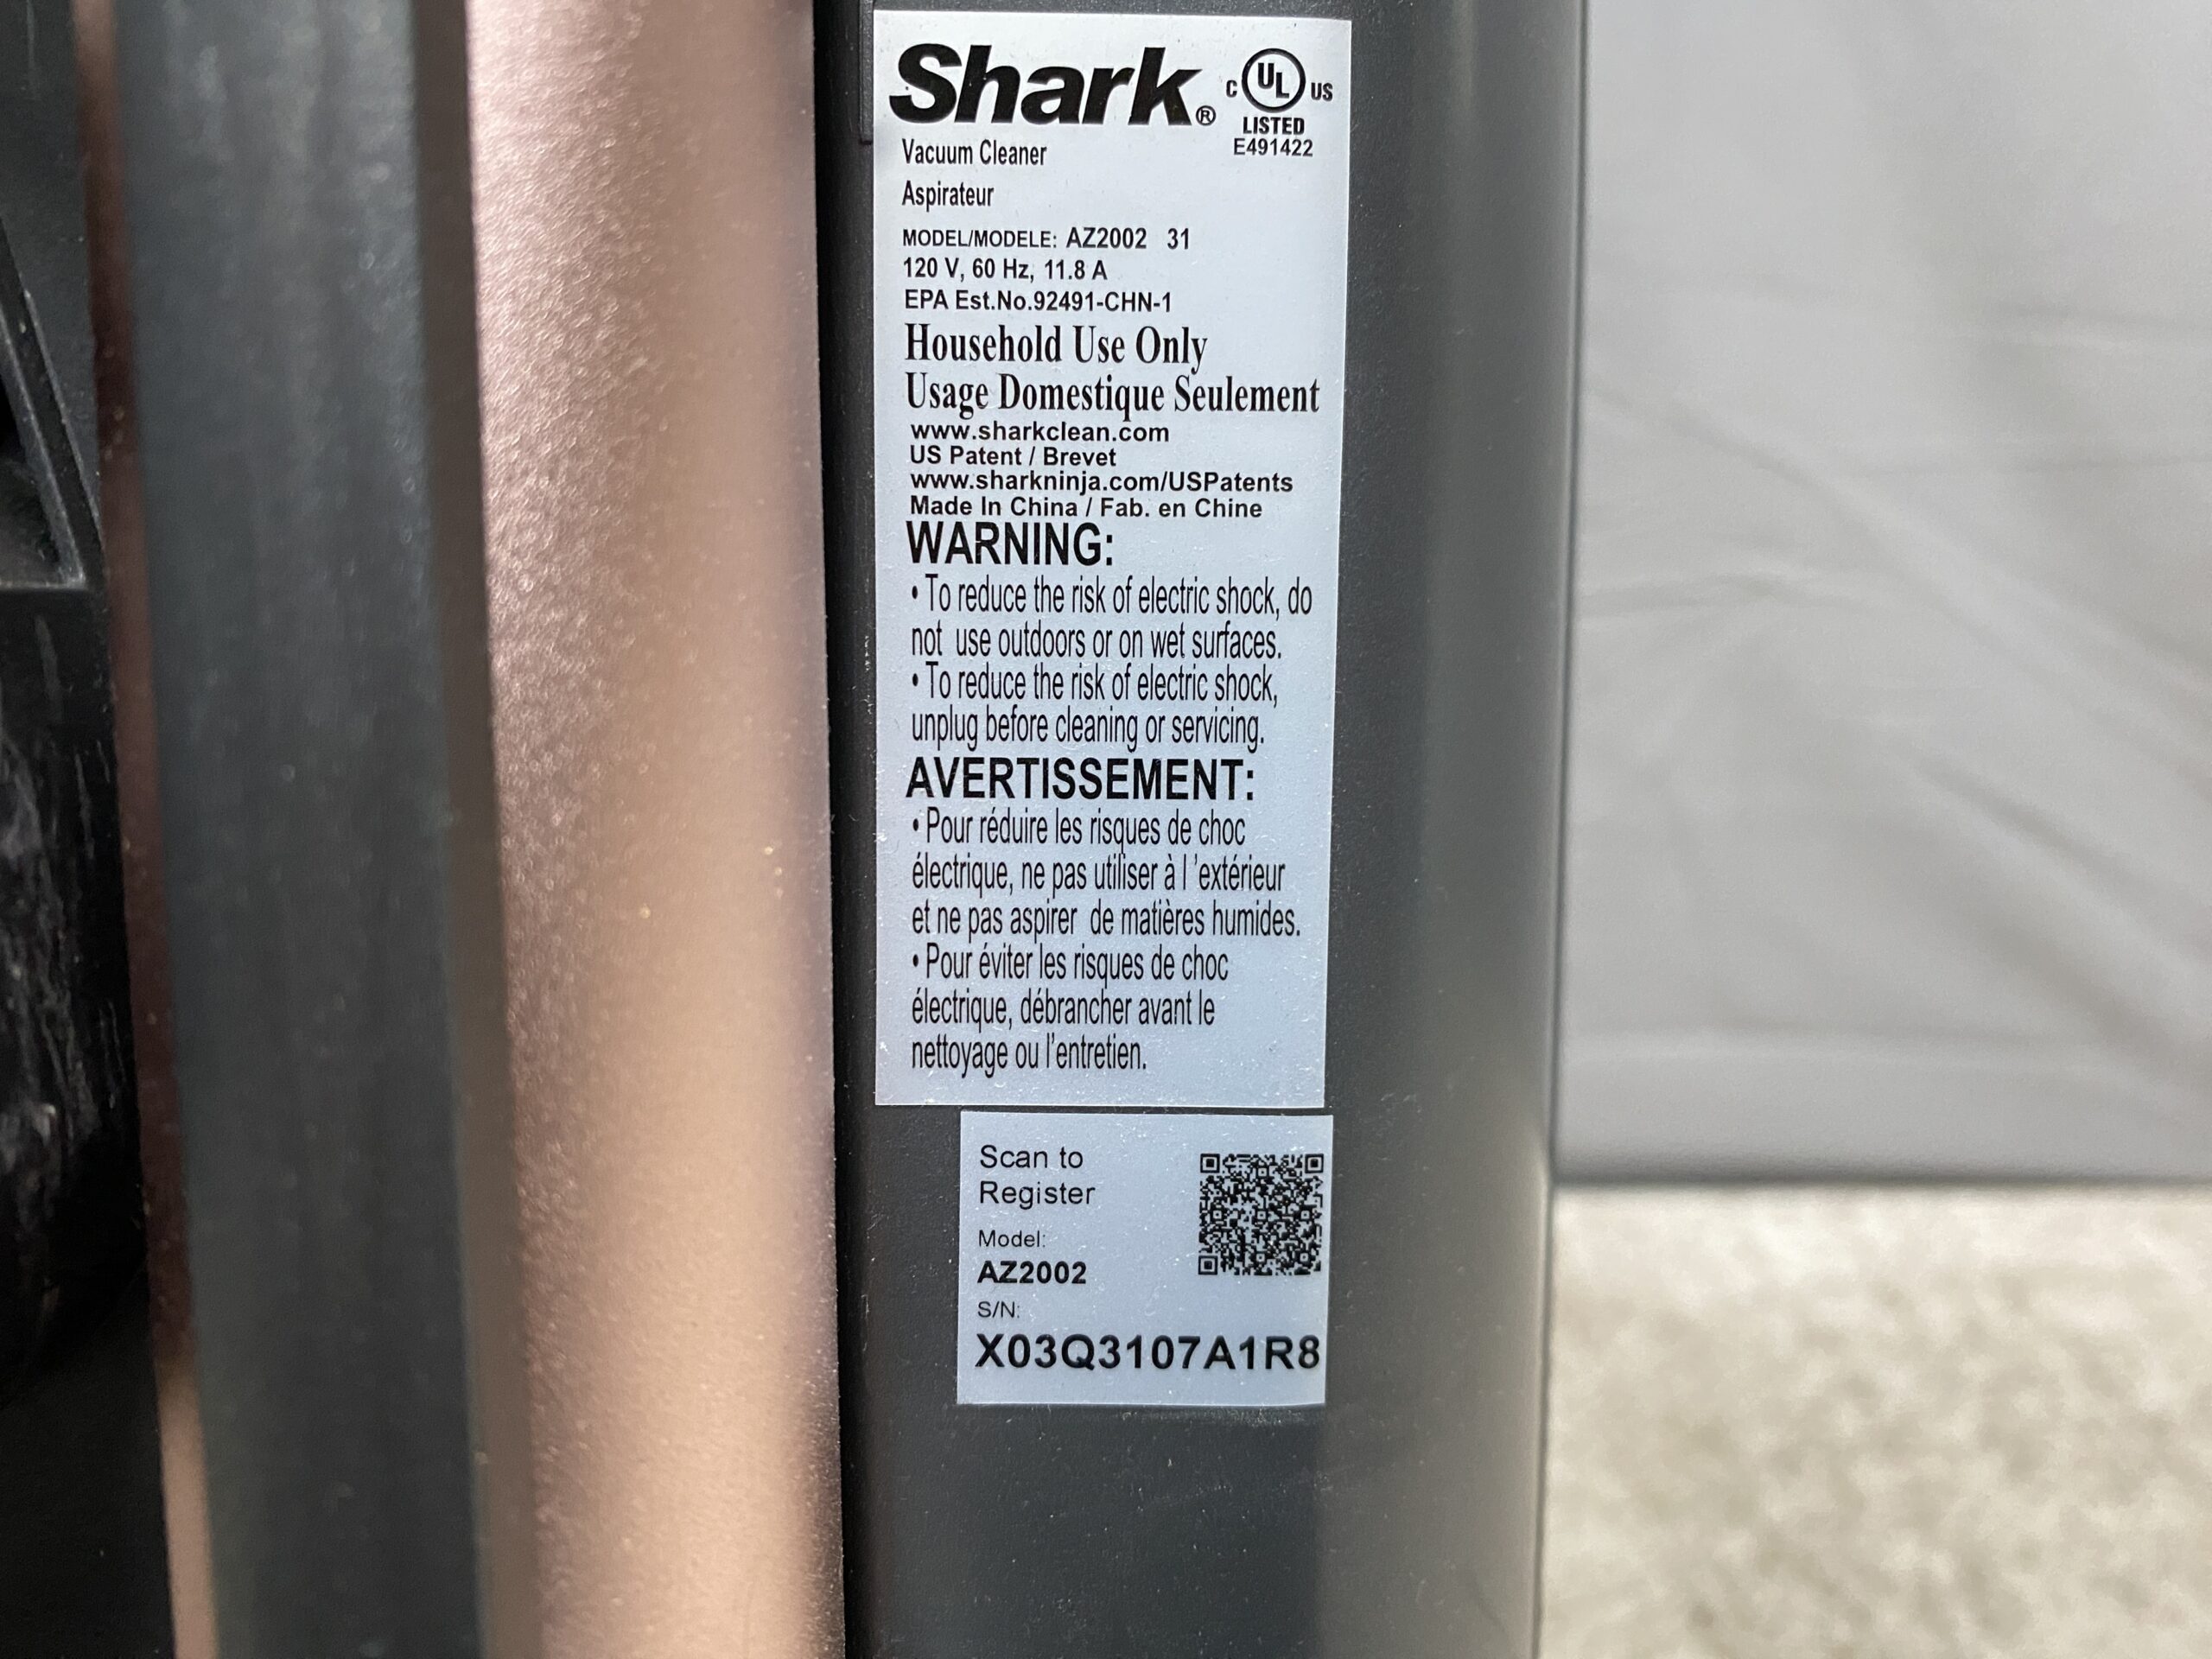 Shark®
C UL US
LISTED
E491422
Vacuum Cleaner
Aspirateur
MODEL/MODELE: AZ2002 31
120 V, 60 Hz, 11.8 A
EPA Est.No.92491-CHN-1
Household Use Only
Usage Domestique Seulement
www.sharkclean.com
US Patent / Brevet
www.sharkninja.com/USPatents
Made In China / Fab. en Chine
WARNING:
• To reduce the risk of electric shock, do
not use outdoors or on wet surfaces.
• To reduce the risk of electric shock,
unplug before cleaning or servicing.
AVERTISSEMENT:
• Pour réduire les risques de choc
électrique, ne pas utiliser à l 'extérieur
et ne pas aspirer de matières humides.
• Pour éviter les risques de choc
électrique, débrancher avant le
nettoyage ou l'entretien.
Scan to
Register
Model:
AZ2002
S/N:
X03Q3107A1R8